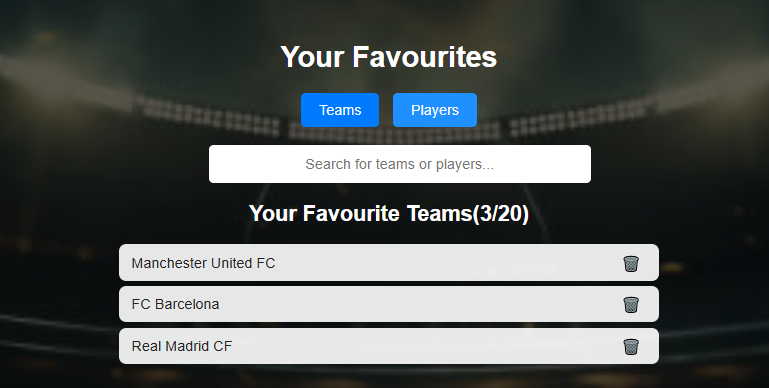 Your Favourites
Teams Players
Search for teams or players...
Your Favourite Teams(3/20)
Manchester United FC
FC Barcelona
Real Madrid CF